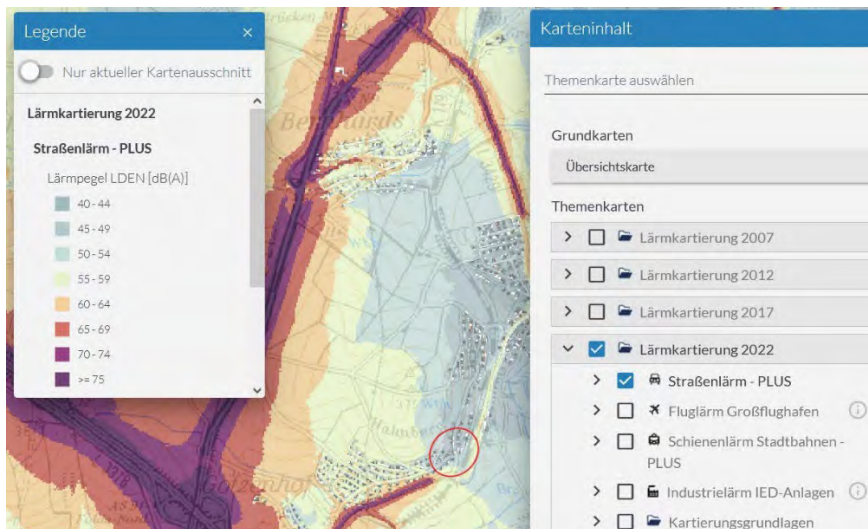 Legende
Nur aktueller Kartenausschnitt
Lärmkartierung 2022
Straßenlärm - PLUS
Lärmpegel LDEN [dB(A)]
40 - 44
45 - 49
50 - 54
55 - 59
60 - 64
65 - 69
70 - 74
>= 75
Karteninhalt
Themenkarte auswählen
Grundkarten
Übersichtskarte
Themenkarten
Lärmkartierung 2007
Lärmkartierung 2012
Lärmkartierung 2017
Lärmkartierung 2022
Straßenlärm - PLUS
Fluglärm Großflughafen
Schienenlärm Stadtbahnen -
PLUS
Industrielärm IED-Anlagen
Kartierungsgrundlagen